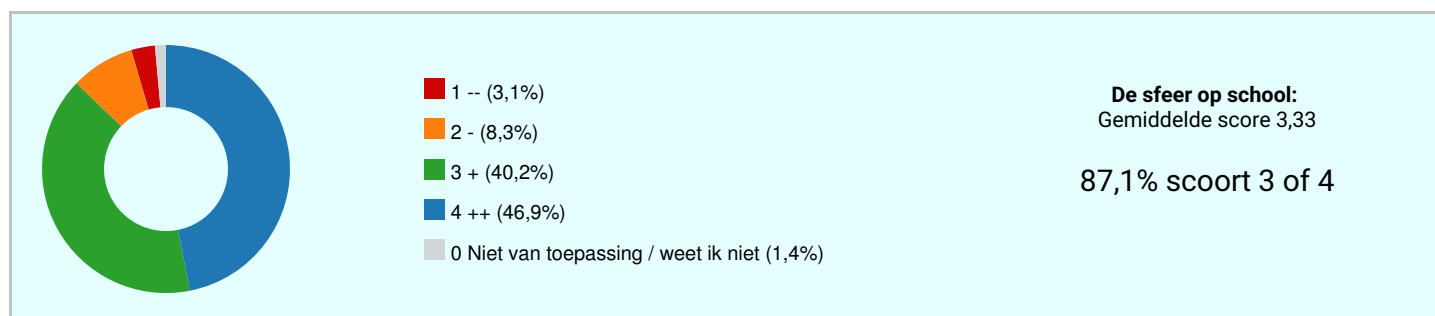 1 -- (3,1%)
2 - (8,3%)
3 + (40,2%)
4 ++ (46,9%)
0 Niet van toepassing / weet ik niet (1,4%)
De sfeer op school:
Gemiddelde score 3,33
87,1% scoort 3 of 4